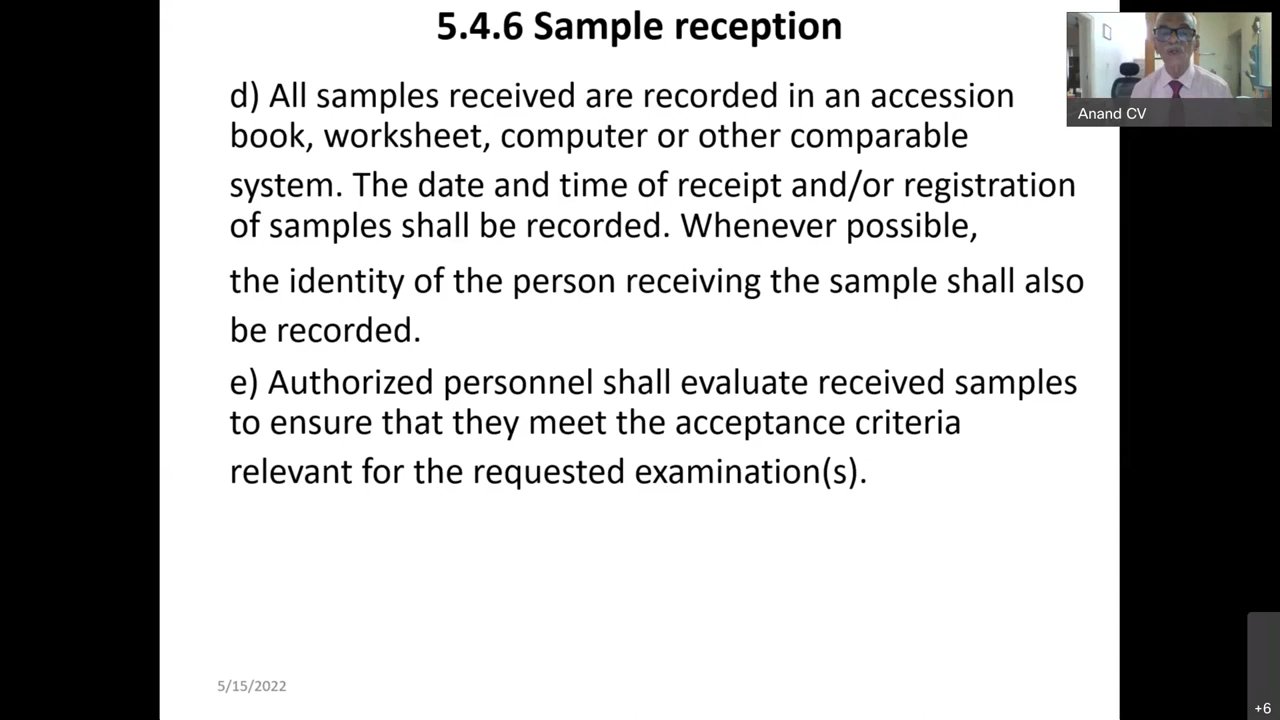 5.4.6 Sample reception
Anand CV
d) All samples received are recorded in an accession
book, worksheet, computer or other comparable
system. The date and time of receipt and/or registration
of samples shall be recorded. Whenever possible,
the identity of the person receiving the sample shall also
be recorded.
e) Authorized personnel shall evaluate received samples
to ensure that they meet the acceptance criteria
relevant for the requested examination(s).
5/15/2022
+6